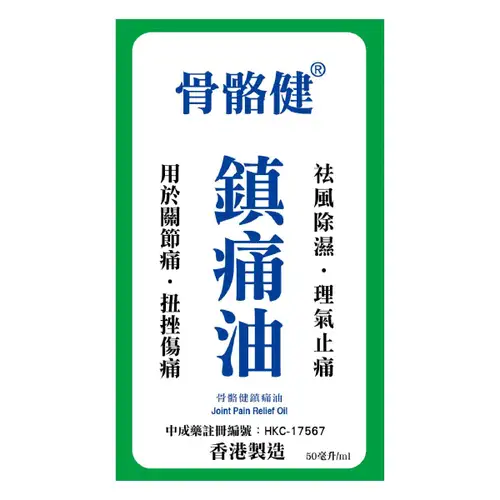 骨骼健®
鎮痛油
祛風除濕·理氣止痛
用於關節痛·扭挫傷痛
骨骼健鎮痛油
Joint Pain Relief Oil
中成藥註冊編號：HKC-17567
香港製造
50毫升/ml